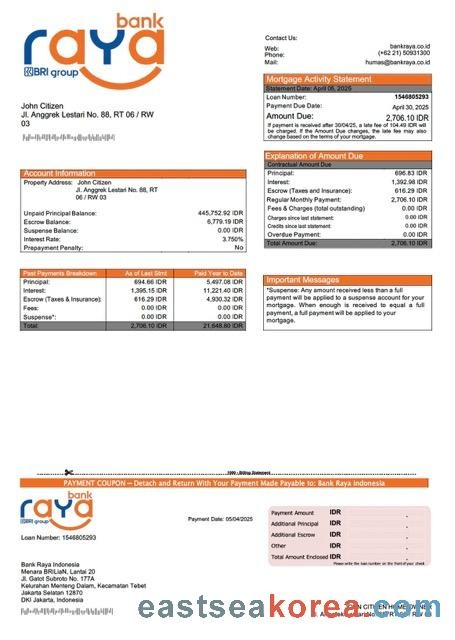 bank
raya
BRI group
Contact Us:
Web: bankraya.co.id
Phone: (+62 21) 50931300
Mail: humas@bankraya.co.id
Mortgage Activity Statement
Statement Date: April 05, 2025
Loan Number: 1546805293
Payment Due Date: April 30, 2025
Amount Due: 2,706.10 IDR
If payment is received after 30/04/25, a late fee of 104.49 IDR will
be charged. If the Amount Due changes, the late fee may also
change based on the terms of your mortgage.
John Citizen
Jl. Anggrek Lestari No. 88, RT 06 / RW
03
Explanation of Amount Due
Contractual Amount Due
Principal: 696.83 IDR
Interest: 1,392.98 IDR
Escrow (Taxes and Insurance): 616.29 IDR
Regular Monthly Payment: 2,706.10 IDR
Fees & Charges (total outstanding) 0.00 IDR
Charges since last statement: 0.00 IDR
Credits since last statement: 0.00 IDR
Overdue Payment: 0.00 IDR
Total Amount Due: 2,706.10 IDR
Account Information
Property Address: John Citizen
Jl. Anggrek Lestari No. 88, RT
06 / RW 03
Unpaid Principal Balance: 445,752.92 IDR
Escrow Balance: 6,779.19 IDR
Suspense Balance: 0.00 IDR
Interest Rate: 3.750%
Prepayment Penalty: No
Past Payments Breakdown As of Last Stmt Paid Year to Date
Principal: 694.66 IDR 5,497.08 IDR
Interest: 1,395.15 IDR 11,221.40 IDR
Escrow (Taxes & Insurance): 616.29 IDR 4,930.32 IDR
Fees: 0.00 IDR 0.00 IDR
Suspense*: 0.00 IDR 0.00 IDR
Total: 2,706.10 IDR 21,648.80 IDR
Important Messages
*Suspense: Any amount received less than a full
payment will be applied to a suspense account for your
mortgage. When enough is received to equal a full
payment, a full payment will be applied to your
mortgage.
Billing Statement
PAYMENT COUPON – Detach and Return With Your Payment Made Payable to: Bank Raya Indonesia
bank
raya
BRI group
Payment Date: 05/04/2025
Loan Number: 1546805293
Payment Amount IDR
Additional Principal IDR
Additional Escrow IDR
Other IDR
Total Amount Enclosed IDR
Please write the loan number on the front of your check
Bank Raya Indonesia
Menara BRILiaN, Lantai 20
Jl. Gatot Subroto No. 177A
Kelurahan Menteng Dalam, Kecamatan Tebet
Jakarta Selatan 12870
DKI Jakarta, Indonesia
eastseakorea.com